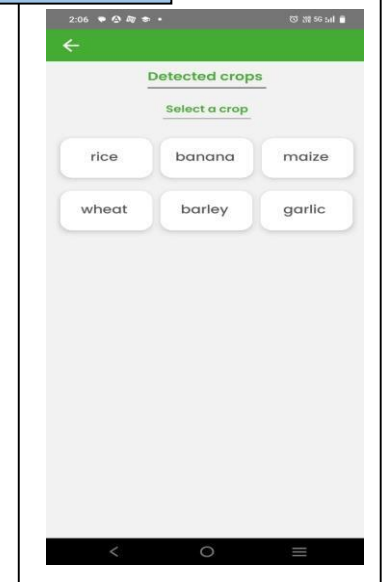 2:06
Detected crops
Select a crop
rice banana maize
wheat barley garlic